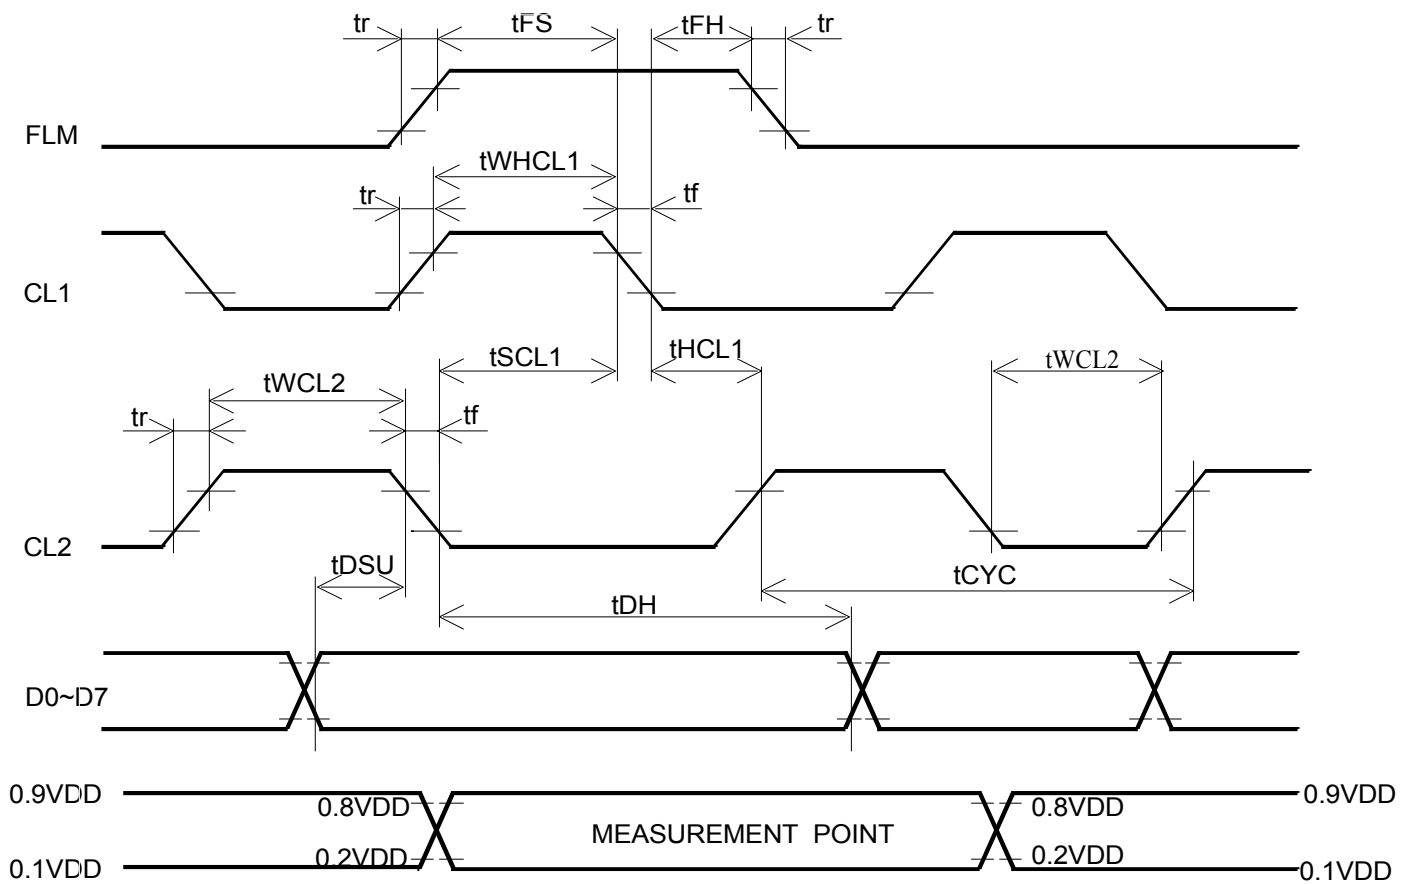 tr
tFS
tFH
tr
FLM
tWHCL1
tr
tf
CL1
tSCL1
tHCL1
tWCL2
tWCL2
tr
tf
CL2
tDSU
tCYC
tDH
D0~D7
0.9VDD
0.8VDD
0.8VDD
0.9VDD
MEASUREMENT POINT
0.2VDD
0.2VDD
0.1VDD
0.1VDD